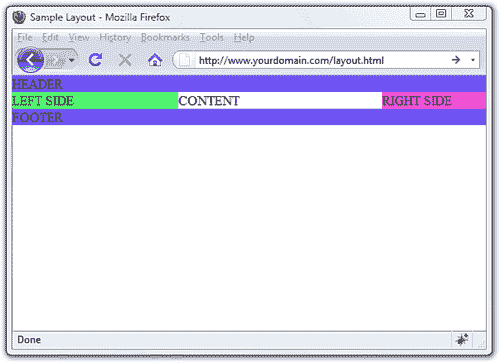 Sample Layout - Mozilla Firefox
File Edit View History Bookmarks Tools Help
http://www.yourdomain.com/layout.html
HEADER
LEFT SIDE CONTENT RIGHT SIDE
FOOTER
Done